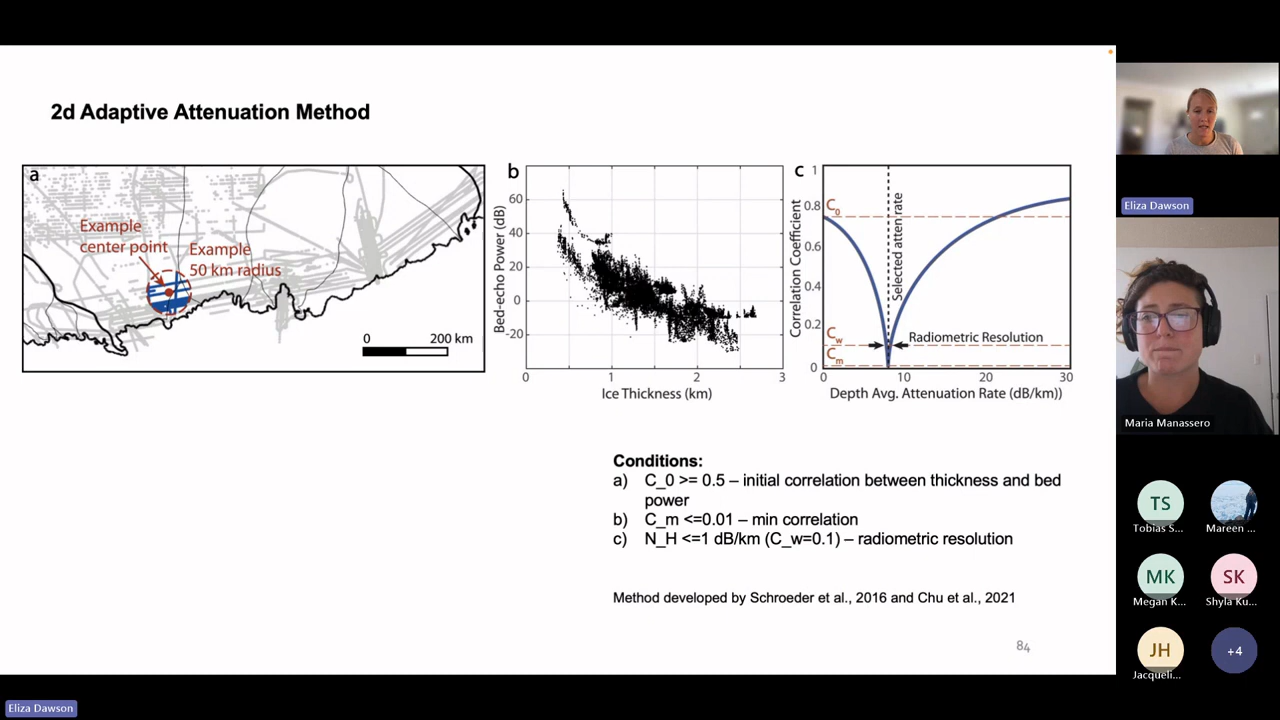 2d Adaptive Attenuation Method
a
Example
center point
Example
50 km radius
0
200 km
b
Bed-echo Power (dB)
60
40
20
0
-20
0
1
2
3
Ice Thickness (km)
c
Correlation Coefficient
1
0.8
0.6
0.4
0.2
0
C0
Cw
Cm
Selected atten rate
Radiometric Resolution
0
10
20
30
Depth Avg. Attenuation Rate (dB/km))
Conditions:
a) C_0 >= 0.5 – initial correlation between thickness and bed
power
b) C_m <=0.01 – min correlation
c) N_H <=1 dB/km (C_w=0.1) – radiometric resolution
Method developed by Schroeder et al., 2016 and Chu et al., 2021
84
Eliza Dawson
Maria Manassero
TS
Tobias S...
Mareen ...
MK
Megan K...
SK
Shyla Ku...
JH
Jacqueli...
+4
Eliza Dawson